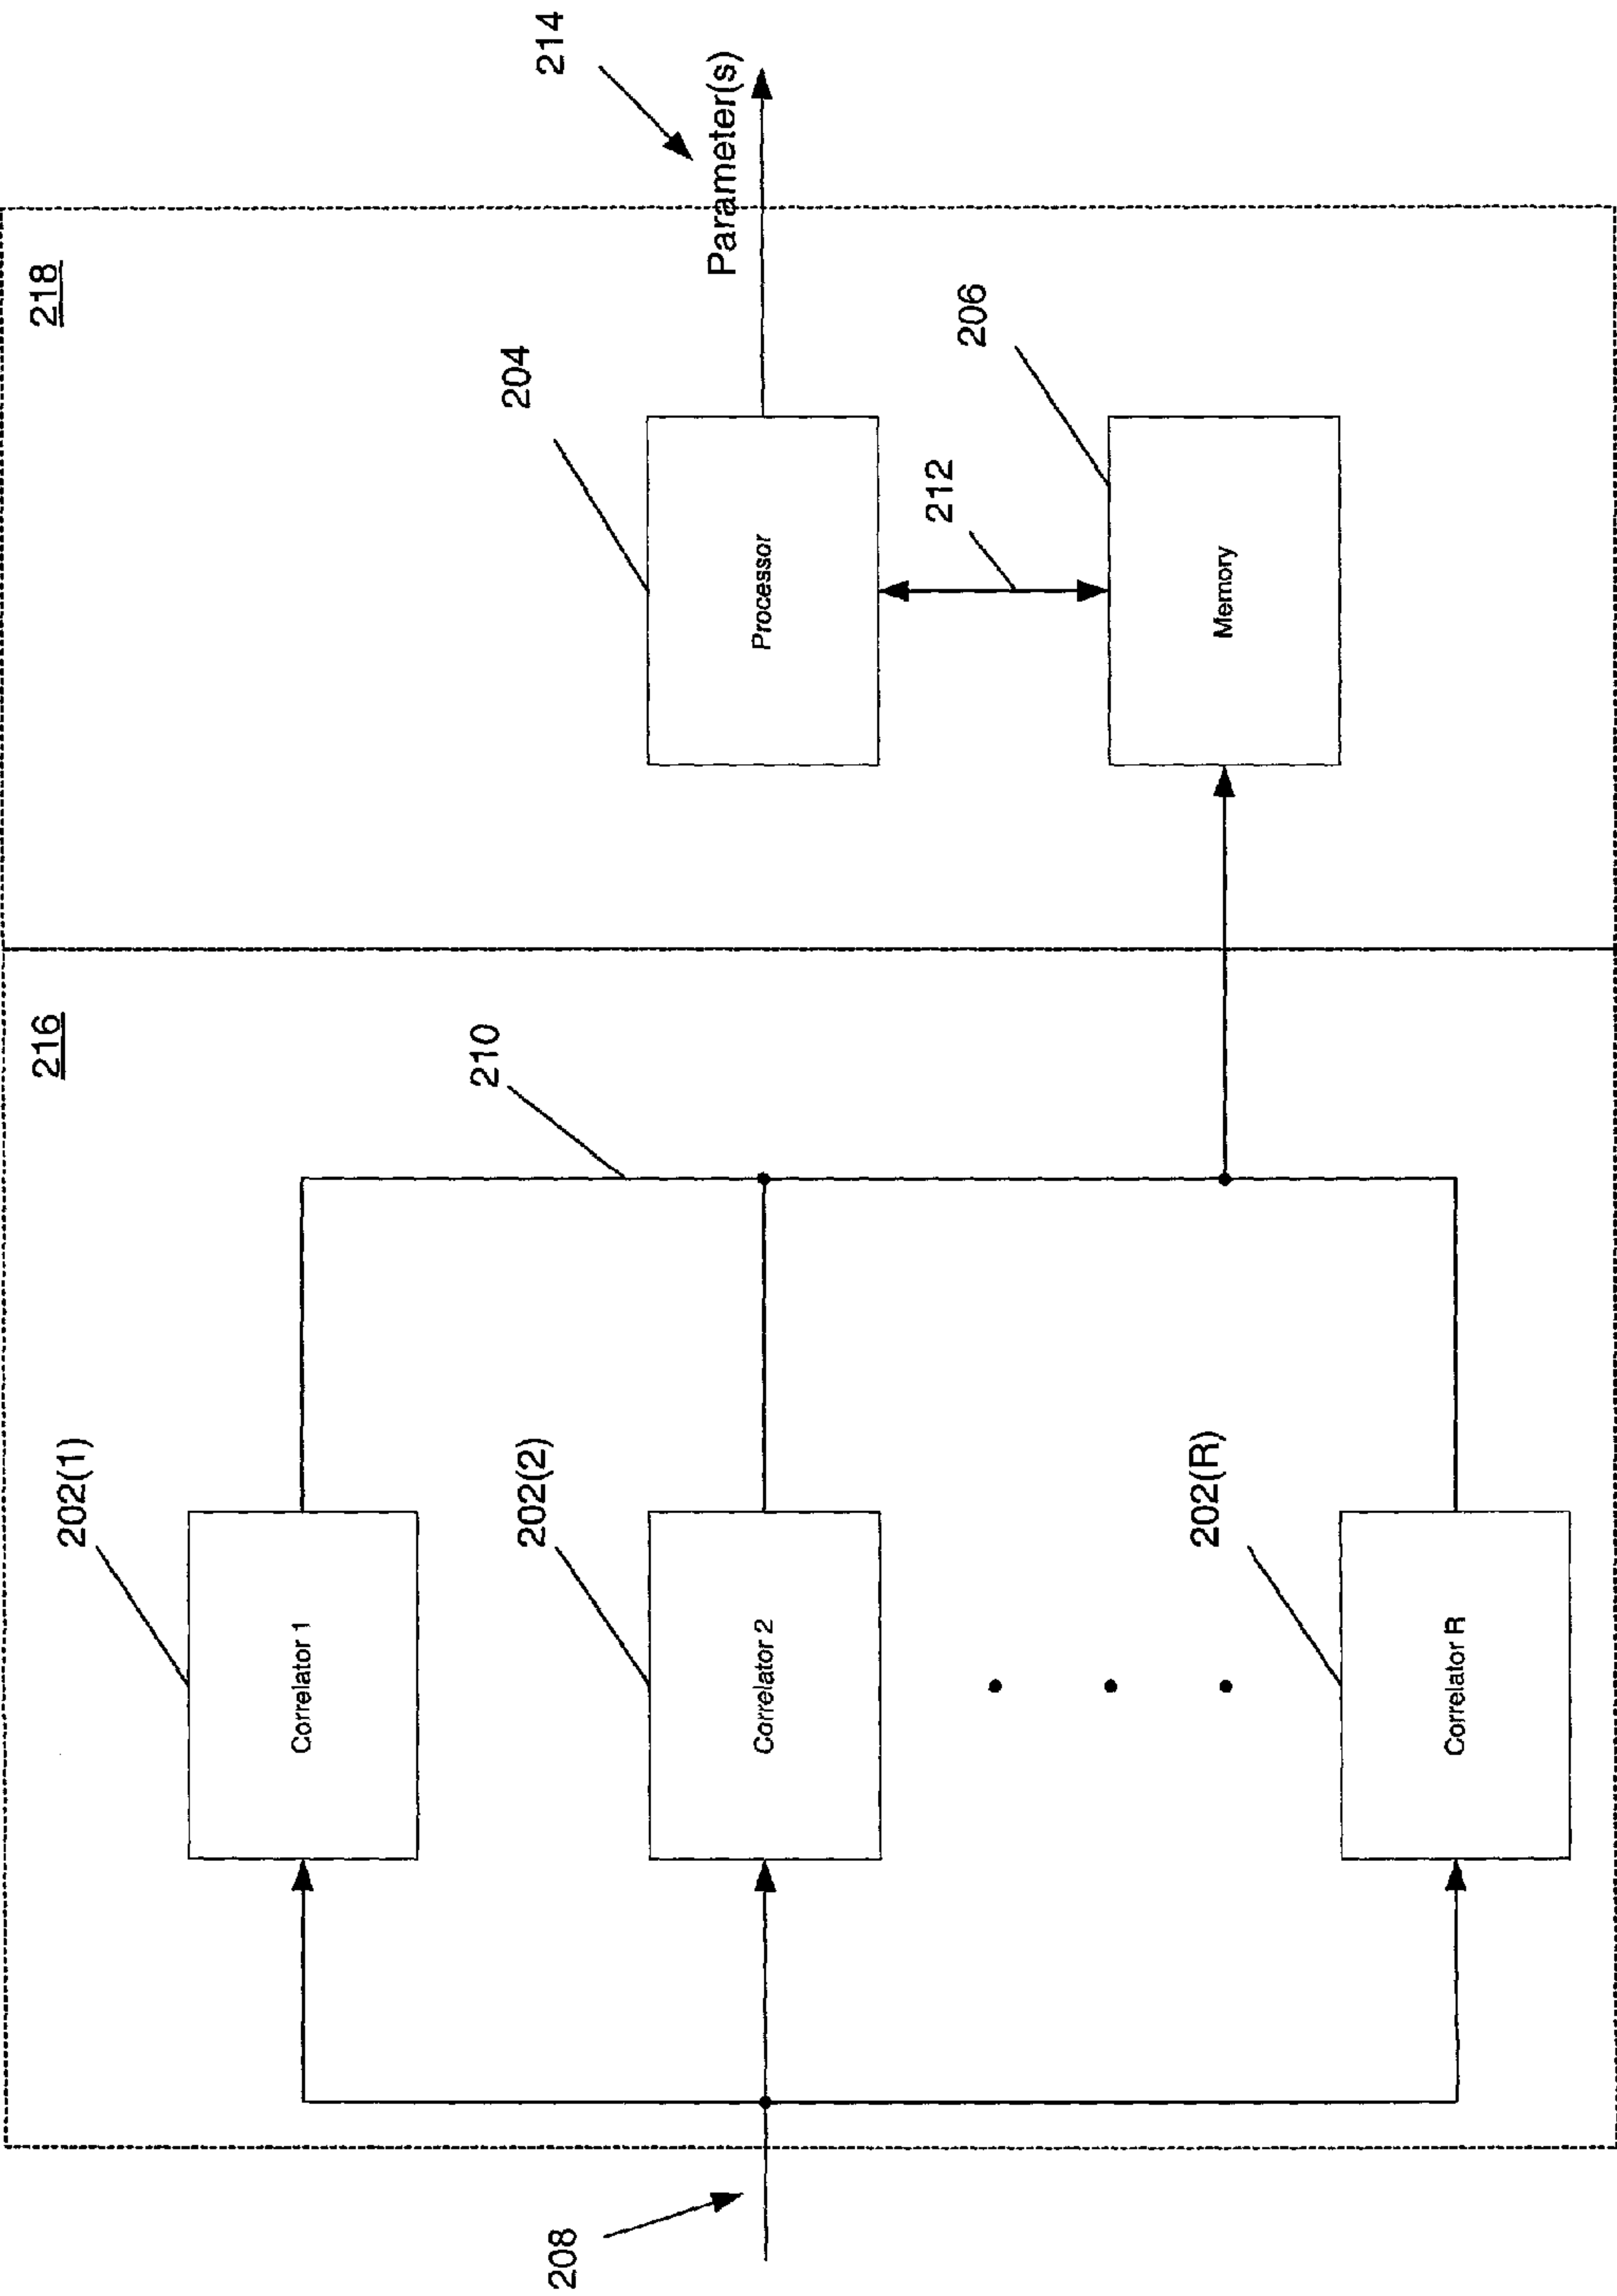 216
218
202(1)
Correlator 1
202(2)
Correlator 2
202(R)
Correlator R
208
210
204
Processor
212
206
Memory
214
Parameter(s)